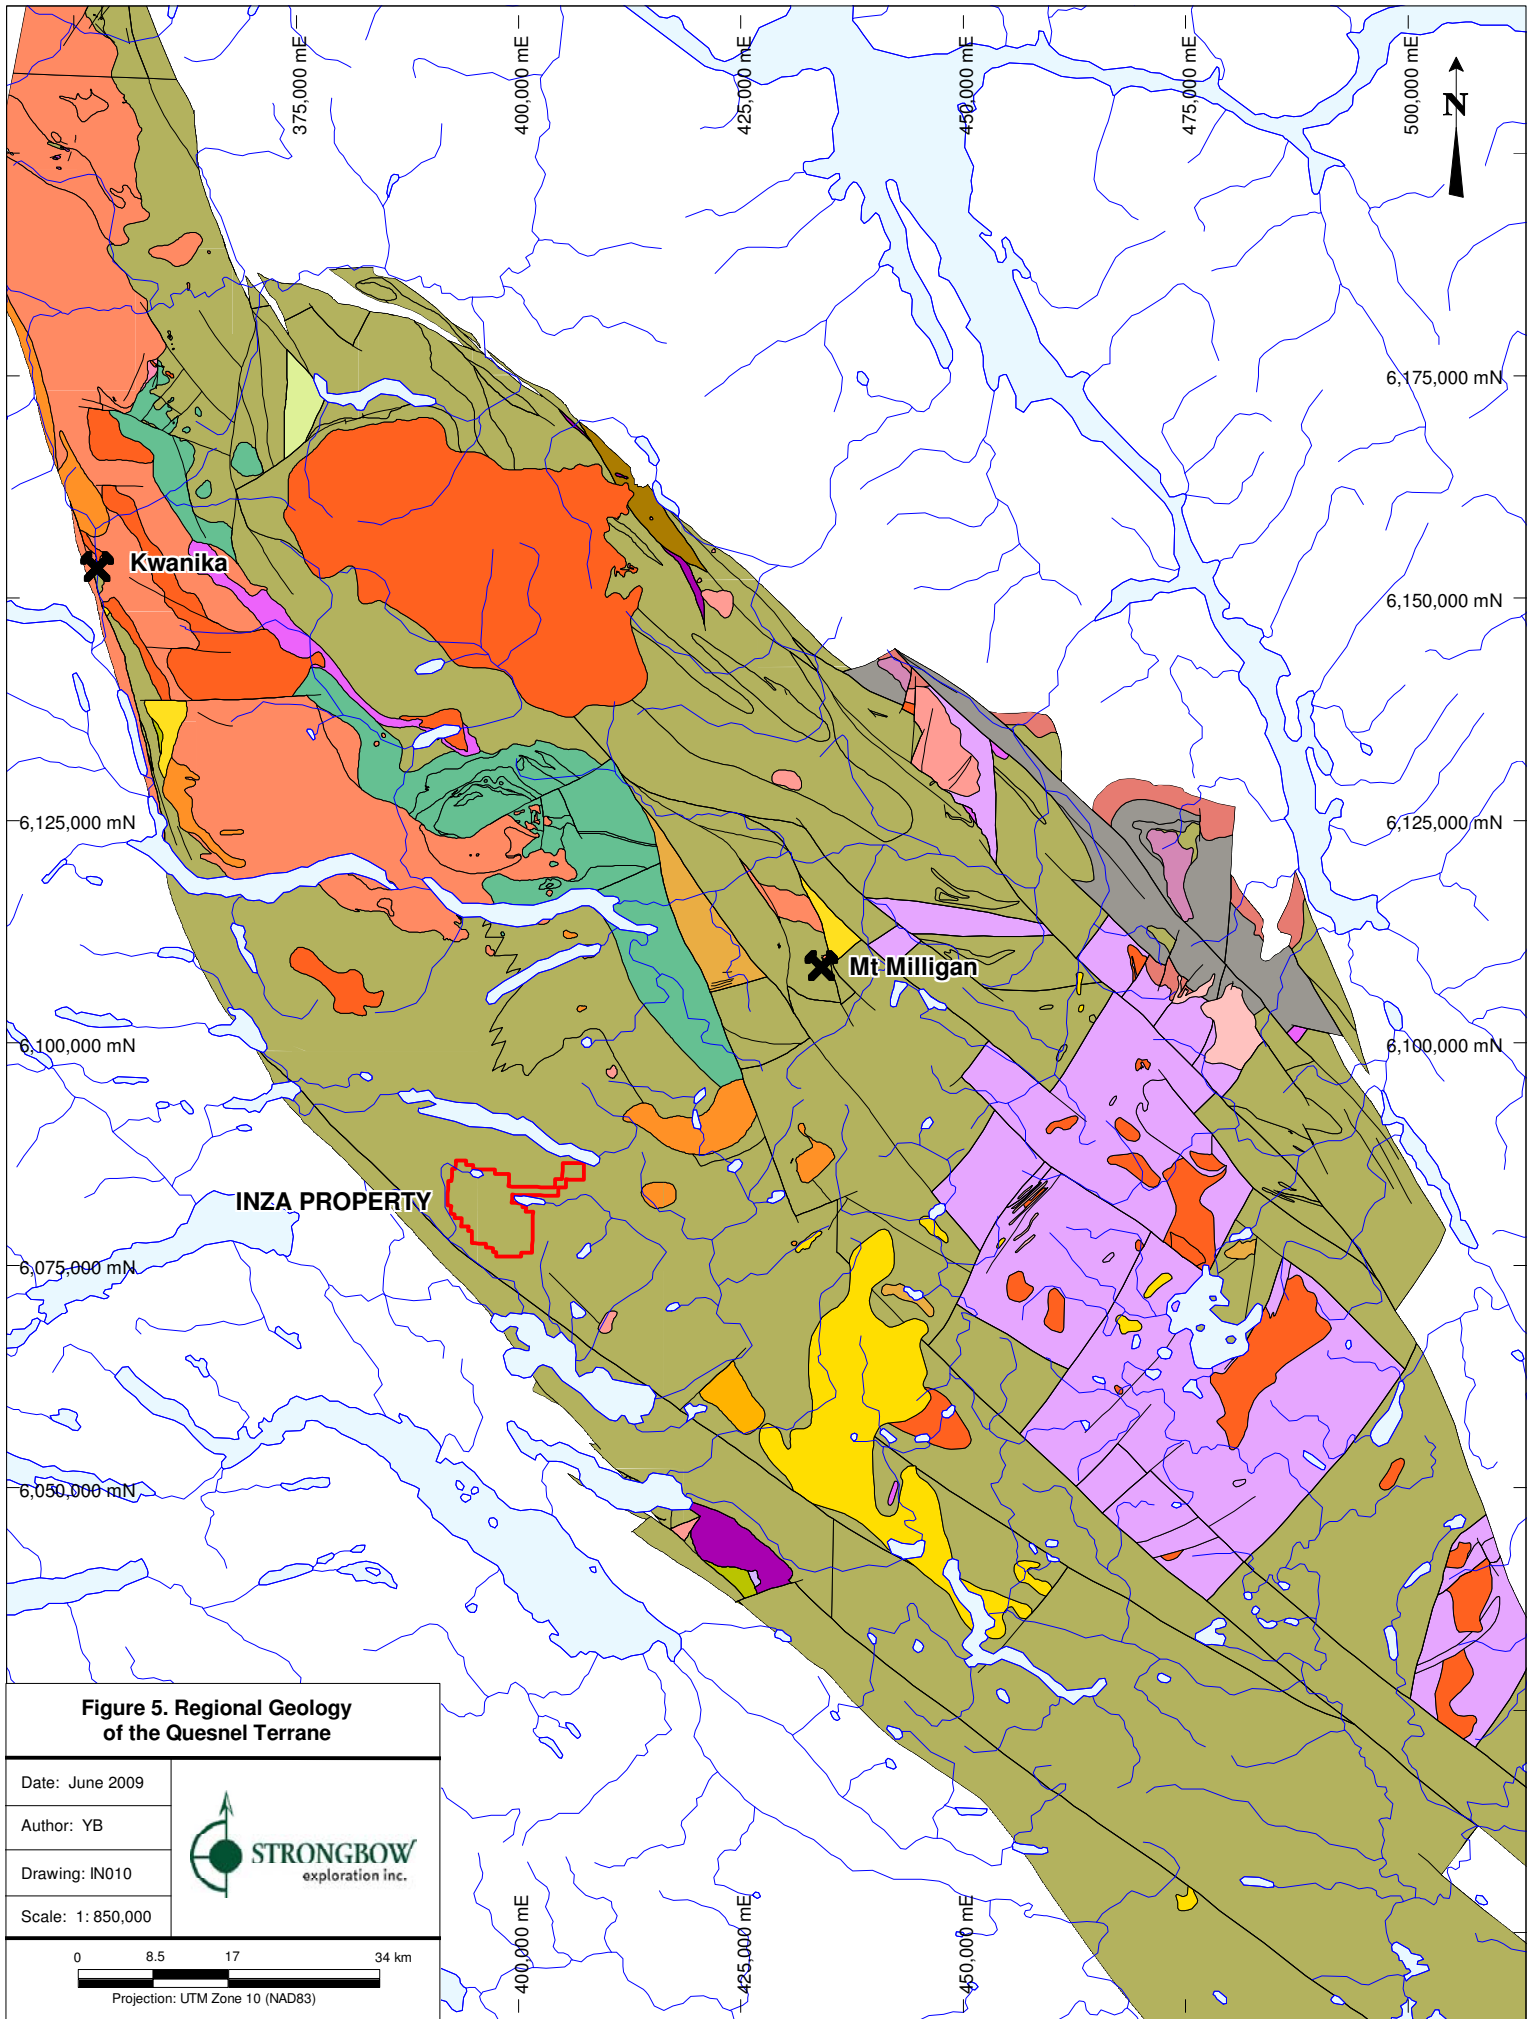 375,000 mE
400,000 mE
425,000 mE
450,000 mE
475,000 mE
500,000 mE
N
6,175,000 mN
Kwanika
6,150,000 mN
6,125,000 mN
6,125,000 mN
Mt Milligan
6,100,000 mN
6,100,000 mN
INZA PROPERTY
6,075,000 mN
6,050,000 mN
Figure 5. Regional Geology
of the Quesnel Terrane
Date: June 2009
Author: YB
Drawing: IN010
Scale: 1: 850,000
STRONGBOW
exploration inc.
0 8.5 17 34 km
Projection: UTM Zone 10 (NAD83)
400,000 mE
425,000 mE
450,000 mE